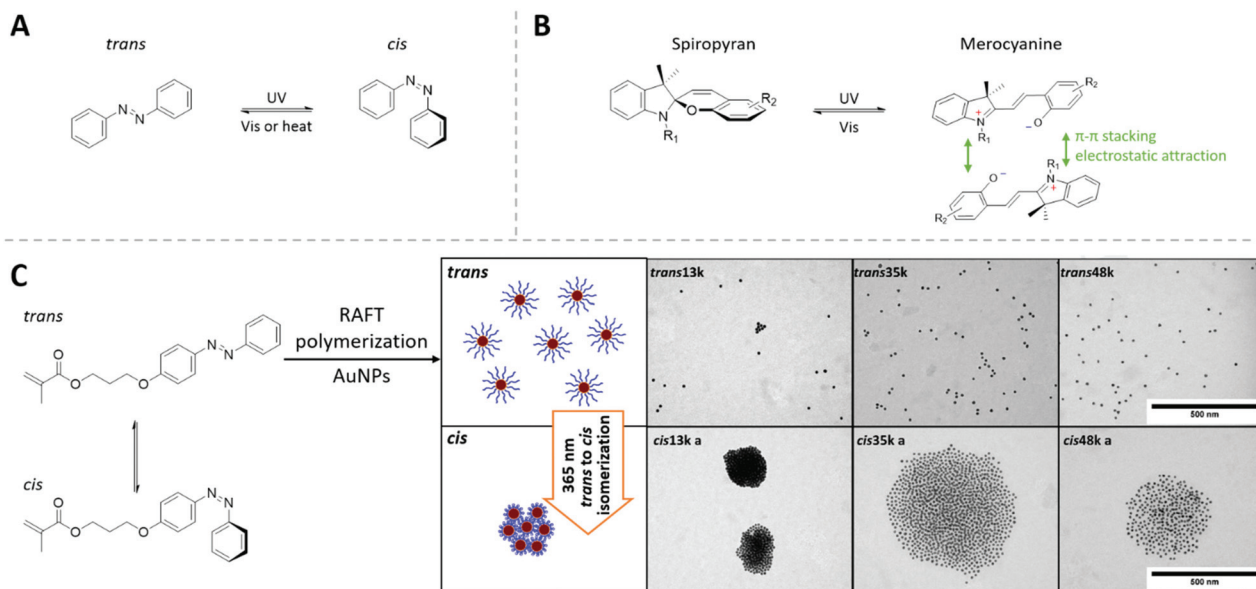 A
trans
cis
N
N
UV
Vis or heat
N
N
B
Spiropyran
Merocyanine
N
R1
O
R2
UV
Vis
N
+
R1
−
O
R2
π-π stacking
electrostatic attraction
O
−
R2
R1
N
+
C
trans
O
O
O
N
N
cis
O
O
O
N
N
RAFT
polymerization
AuNPs
trans
cis
365 nm
trans to cis
isomerization
trans13k
trans35k
trans48k
500 nm
cis13k a
cis35k a
cis48k a
500 nm